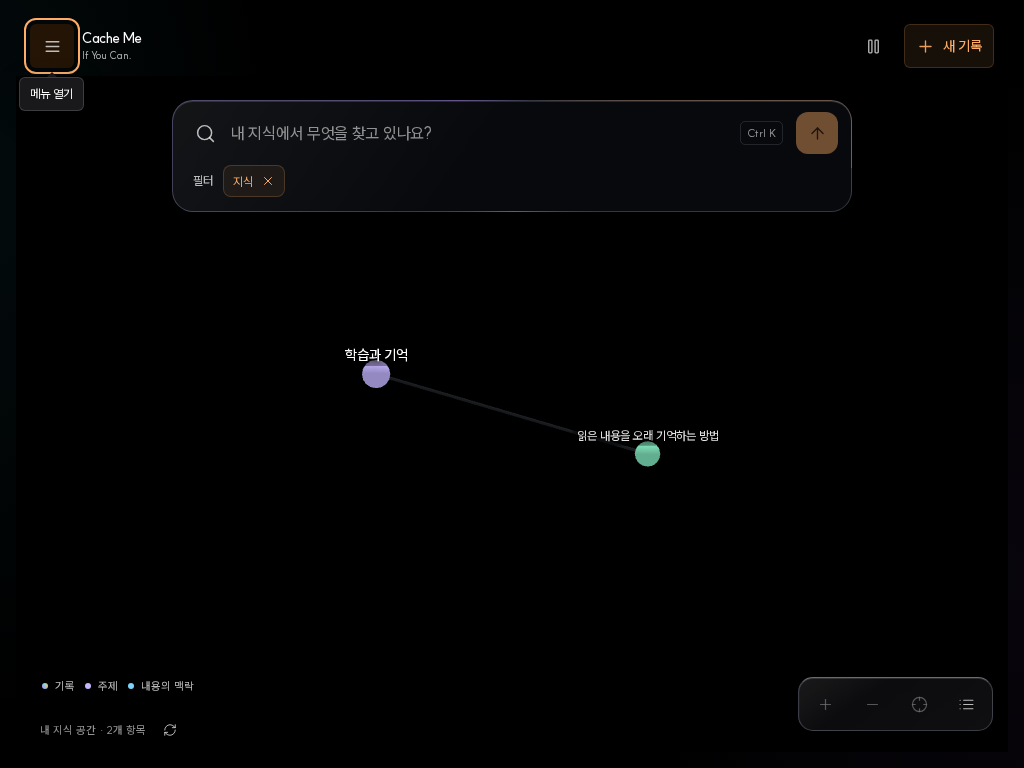 Cache Me
If You Can.
새 기록
메뉴 열기
내 지식에서 무엇을 찾고 있나요?
Ctrl K
필터
지식
학습과 기억
읽은 내용을 오래 기억하는 방법
기록
주제
내용의 맥락
내 지식 공간 · 2개 항목